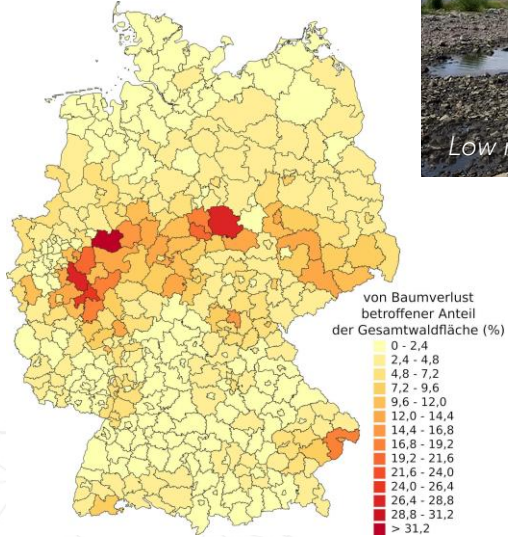 Low
von Baumverlust
betroffener Anteil
der Gesamtwaldfläche (%)
0 - 2,4
2,4 - 4,8
4,8 - 7,2
7,2 - 9,6
9,6 - 12,0
12,0 - 14,4
14,4 - 16,8
16,8 - 19,2
19,2 - 21,6
21,6 - 24,0
24,0 - 26,4
26,4 - 28,8
28,8 - 31,2
> 31,2